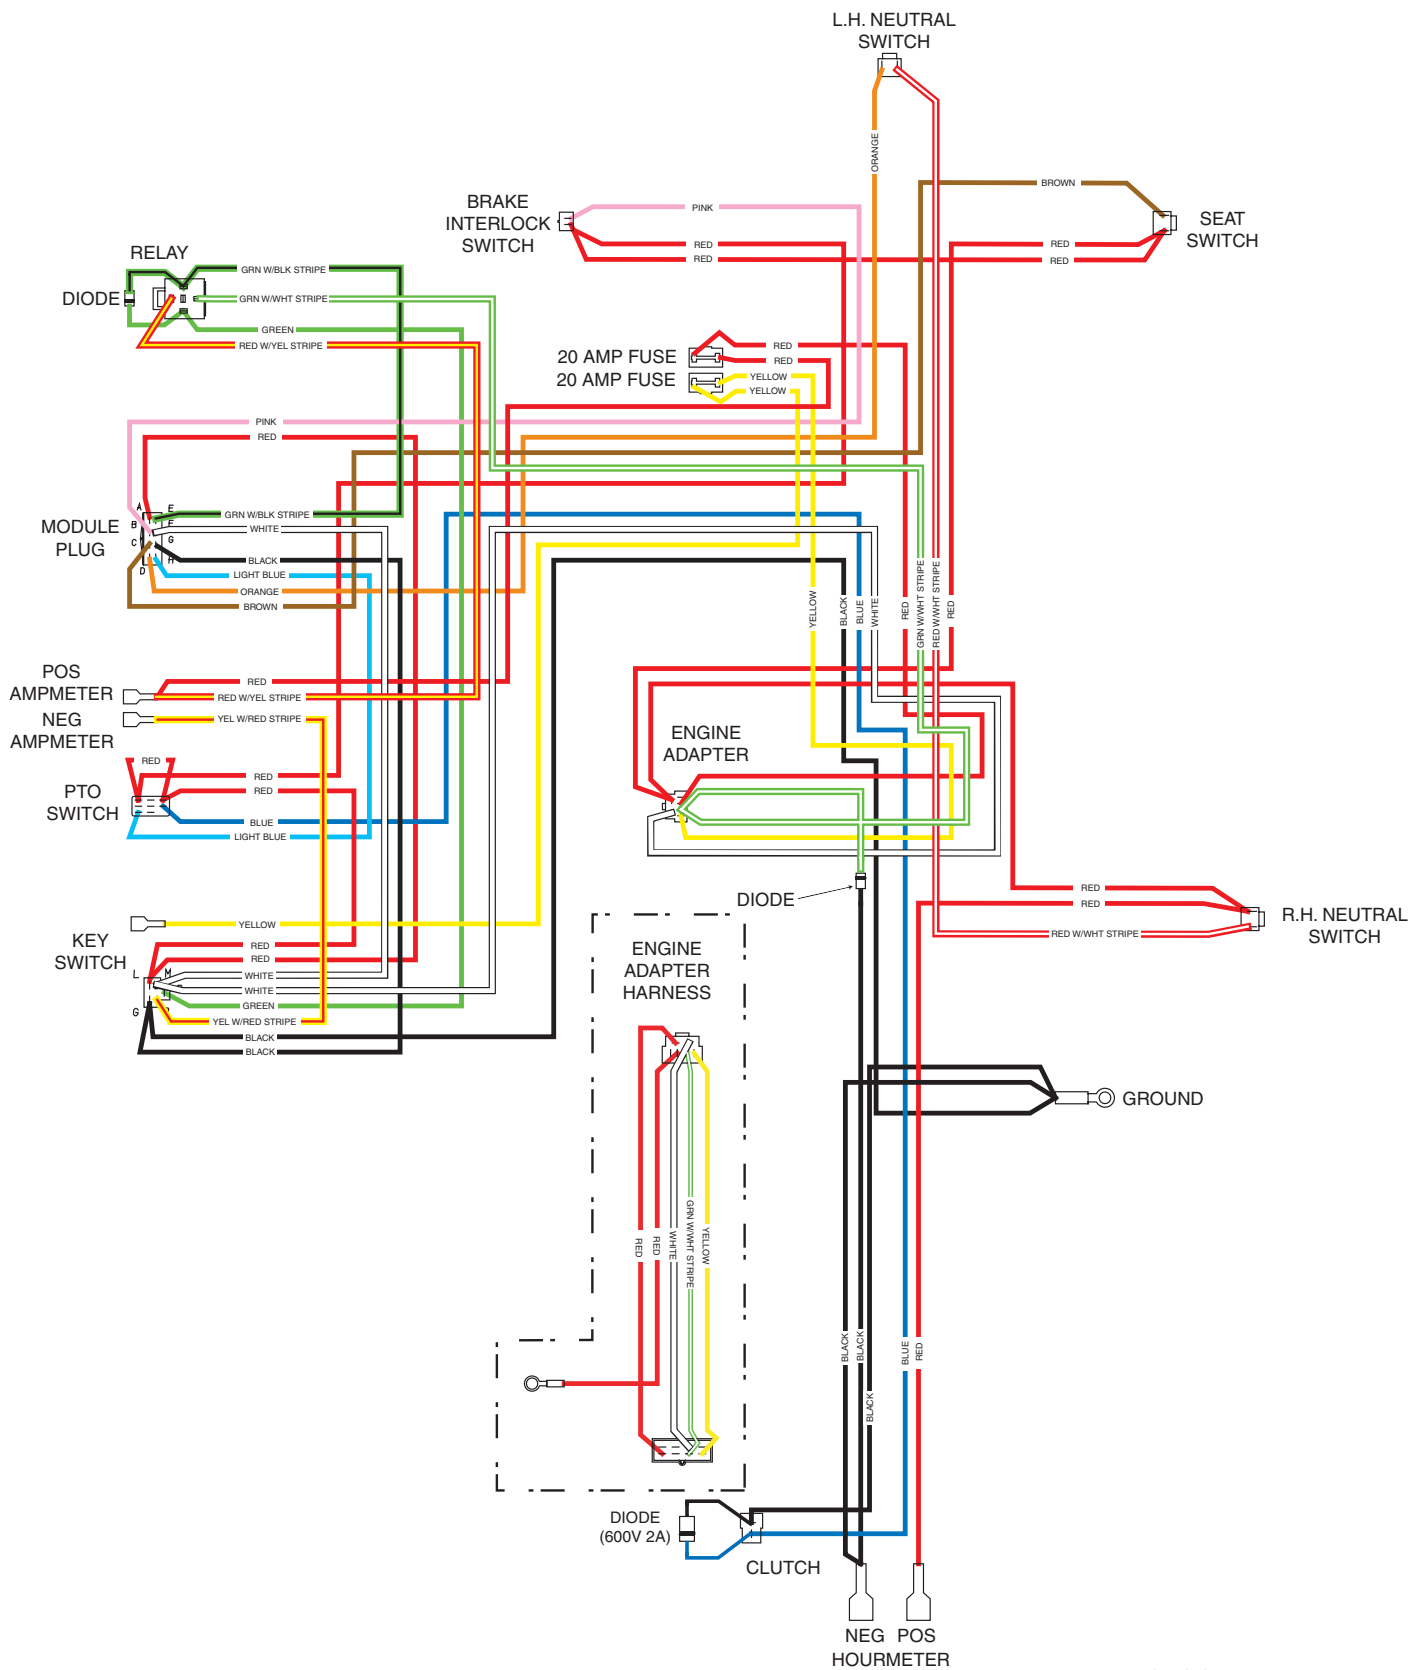 L.H. NEUTRAL
SWITCH
ORANGE
BROWN
BRAKE
INTERLOCK
SWITCH
PINK
RED
RED
RED
RED
SEAT
SWITCH
RELAY
DIODE
GRN W/BLK STRIPE
GRN W/WHT STRIPE
GREEN
RED W/YEL STRIPE
20 AMP FUSE
20 AMP FUSE
RED
RED
YELLOW
YELLOW
PINK
RED
MODULE
PLUG
A
B
C
D
E
F
G
H
GRN W/BLK STRIPE
WHITE
BLACK
LIGHT BLUE
ORANGE
BROWN
YELLOW
BLACK
BLUE
WHITE
RED
GRN W/WHT STRIPE
RED W/WHT STRIPE
RED
POS
AMPMETER
NEG
AMPMETER
RED
RED W/YEL STRIPE
YEL W/RED STRIPE
ENGINE
ADAPTER
PTO
SWITCH
RED
RED
RED
BLUE
LIGHT BLUE
DIODE
RED
RED
RED W/WHT STRIPE
R.H. NEUTRAL
SWITCH
KEY
SWITCH
YELLOW
RED
RED
L
M
G
WHITE
WHITE
GREEN
YEL W/RED STRIPE
BLACK
BLACK
ENGINE
ADAPTER
HARNESS
GROUND
RED
RED
WHITE
GRN W/WHT STRIPE
YELLOW
BLACK
BLACK
BLACK
BLUE
RED
DIODE
(600V 2A)
CLUTCH
NEG POS
HOURMETER